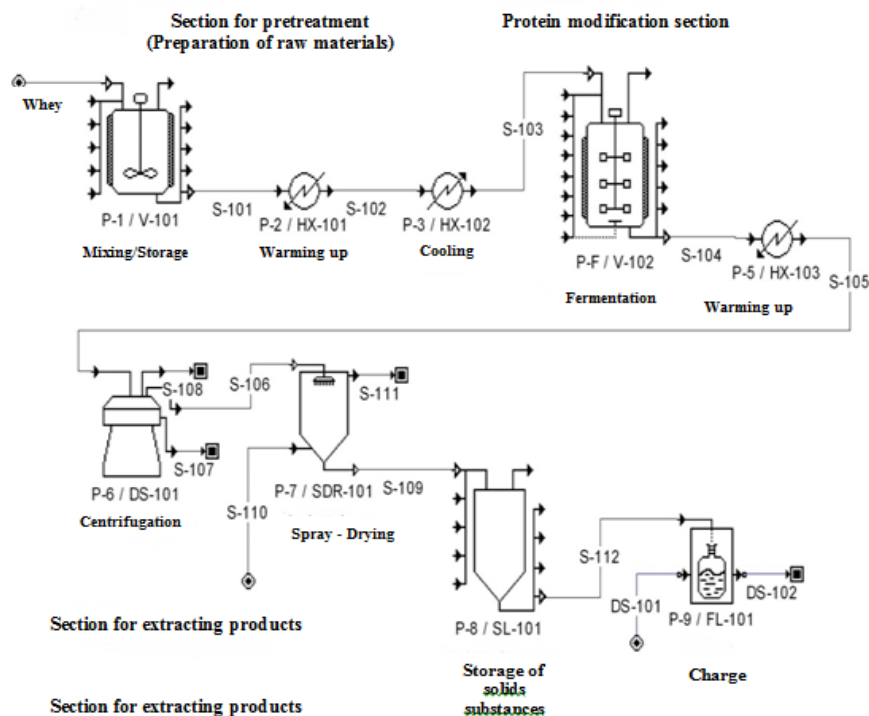 Section for pretreatment
(Preparation of raw materials)
Protein modification section
Whey
S-103
P-1 / V-101
S-101
P-2 / HX-101
S-102
P-3 / HX-102
Mixing/Storage
Warming up
Cooling
P-F / V-102
S-104
P-5 / HX-103
S-105
Fermentation
Warming up
S-108
S-106
S-111
S-107
P-6 / DS-101
S-110
P-7 / SDR-101
S-109
Centrifugation
Spray - Drying
S-112
DS-101
DS-102
P-8 / SL-101
P-9 / FL-101
Section for extracting products
Storage of
solids
substances
Charge
Section for extracting products